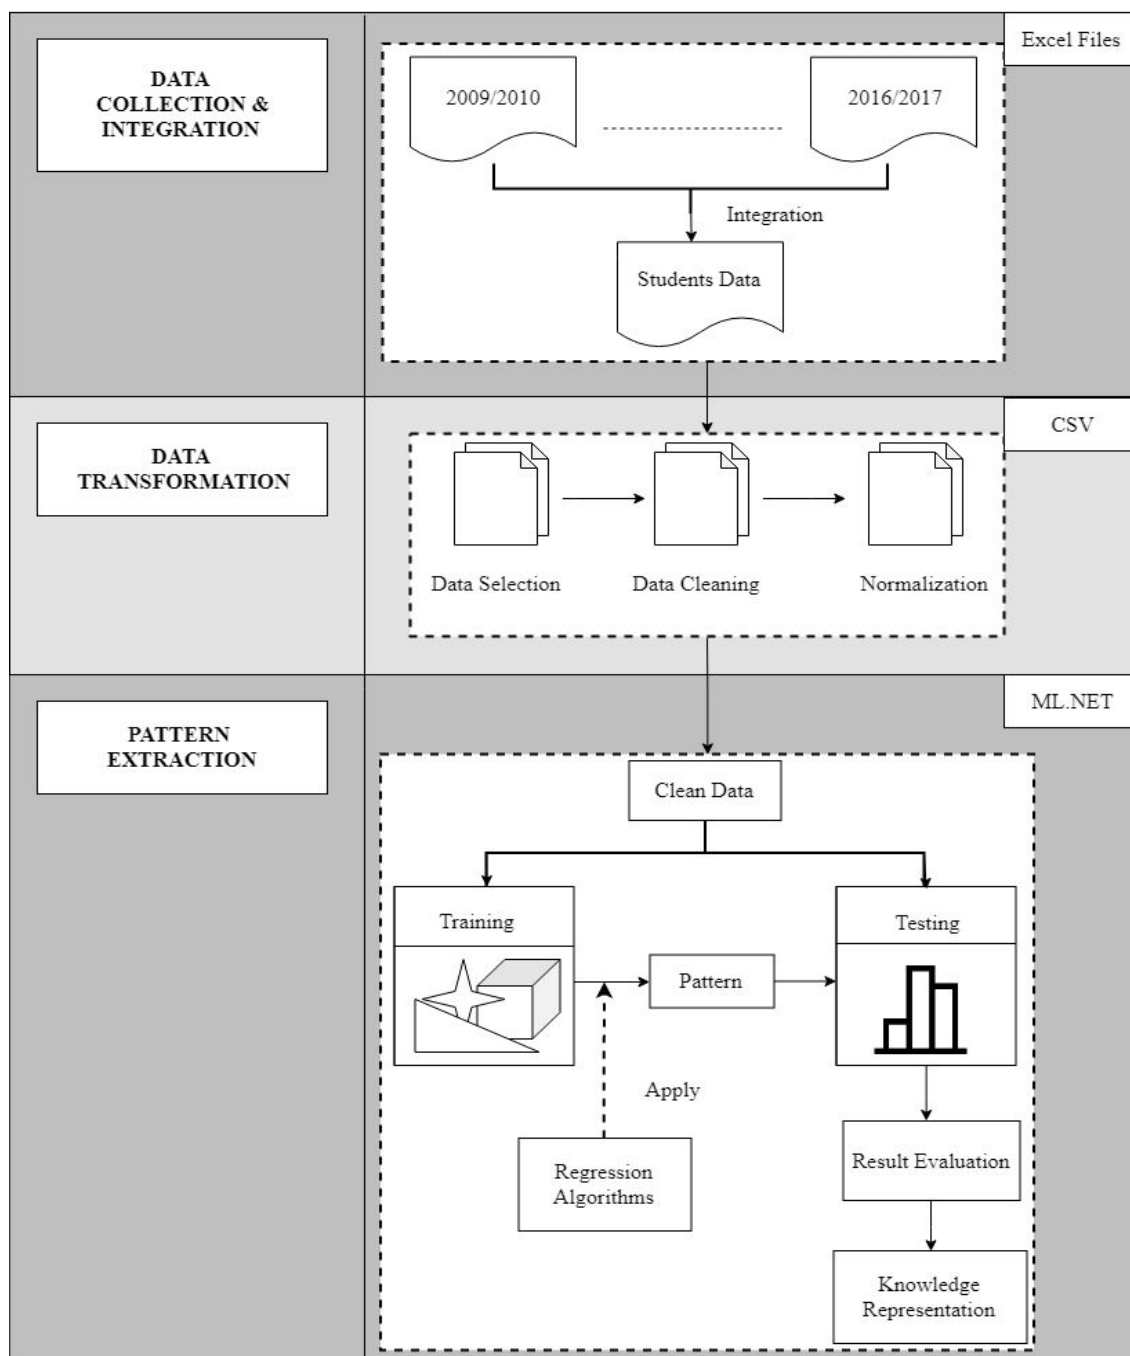 Excel Files
DATA
COLLECTION &
INTEGRATION
2009/2010
2016/2017
Integration
Students Data
CSV
DATA
TRANSFORMATION
Data Selection
Data Cleaning
Normalization
ML.NET
PATTERN
EXTRACTION
Clean Data
Training
Testing
Pattern
Apply
Regression
Algorithms
Result Evaluation
Knowledge
Representation